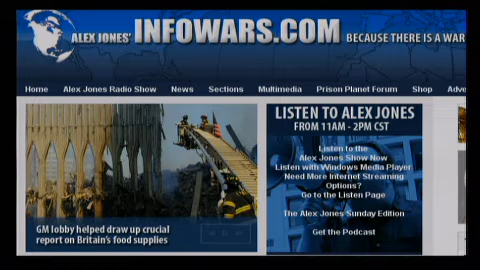 ALEX JONES' INFOWARS.COM BECAUSE THERE IS A WAR
Home Alex Jones Radio Show News Sections Multimedia Prison Planet Forum Shop Adve
LISTEN TO ALEX JONES
FROM 11AM - 2PM CST
Listen to the
Alex Jones Show Now
Listen with Windows Media Player
Need More Internet Streaming
Options?
Go to the Listen Page
The Alex Jones Sunday Edition
Get the Podcast
GM lobby helped draw up crucial
report on Britain's food supplies